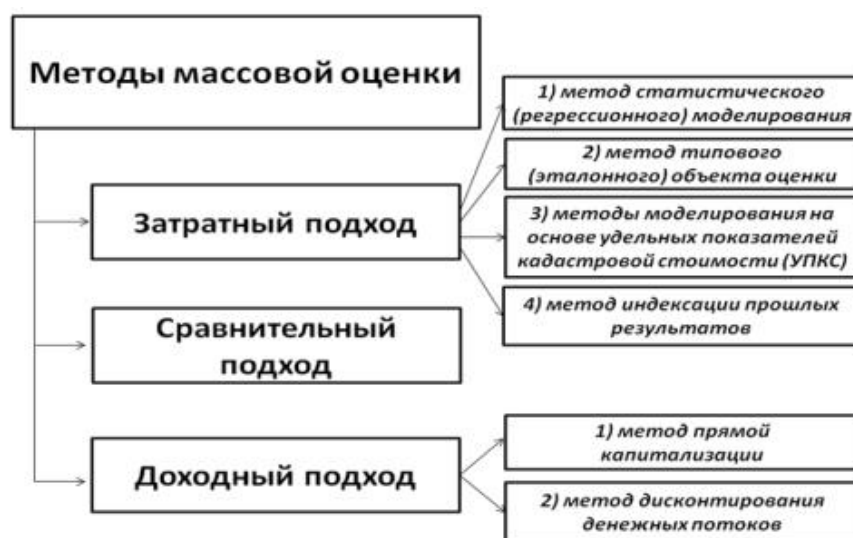 Методы массовой оценки
1) метод статистического
(регрессионного) моделирования
2) метод типового
(эталонного) объекта оценки
Затратный подход
3) методы моделирования на
основе удельных показателей
кадастровой стоимости (УПКС)
4) метод индексации прошлых
результатов
Сравнительный
подход
Доходный подход
1) метод прямой
капитализации
2) метод дисконтирования
денежных потоков